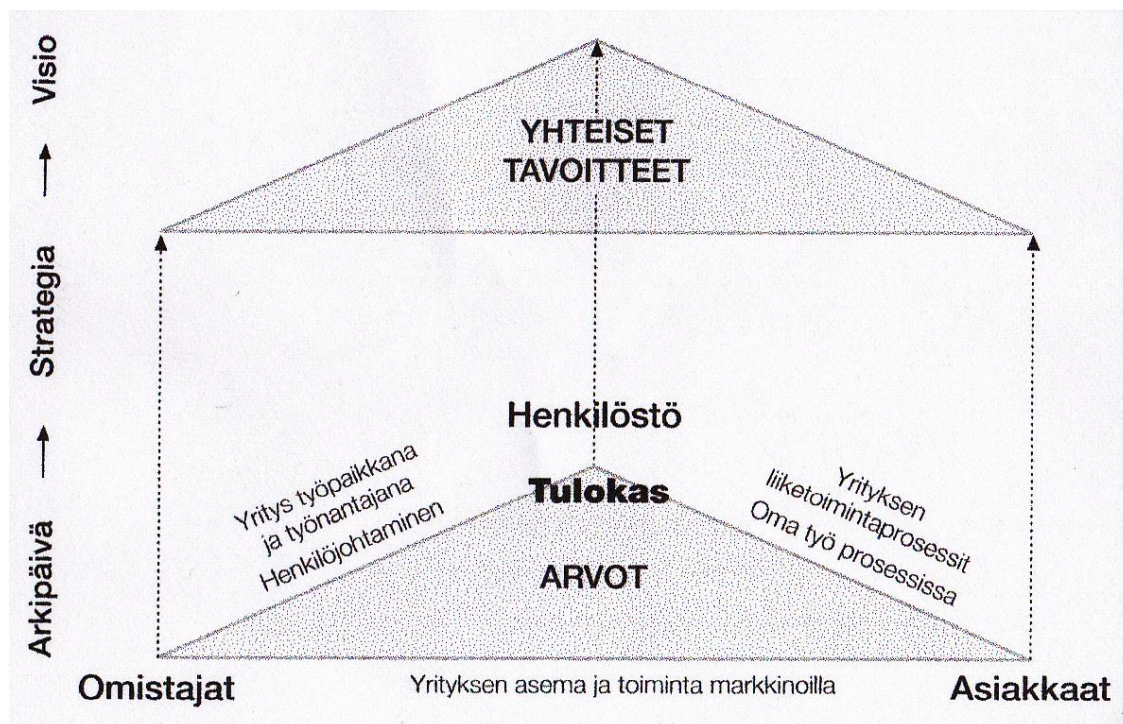 Visio
Strategia
Arkipäivä
YHTEISET
TAVOITTEET
Henkilöstö
Tulokas
ARVOT
Yritys työpaikkana
ja työnantajana
Henkilöjohtaminen
Yrityksen
liiketoimintaprosessit
Oma työ prosessissa
Omistajat
Yrityksen asema ja toiminta markkinoilla
Asiakkaat